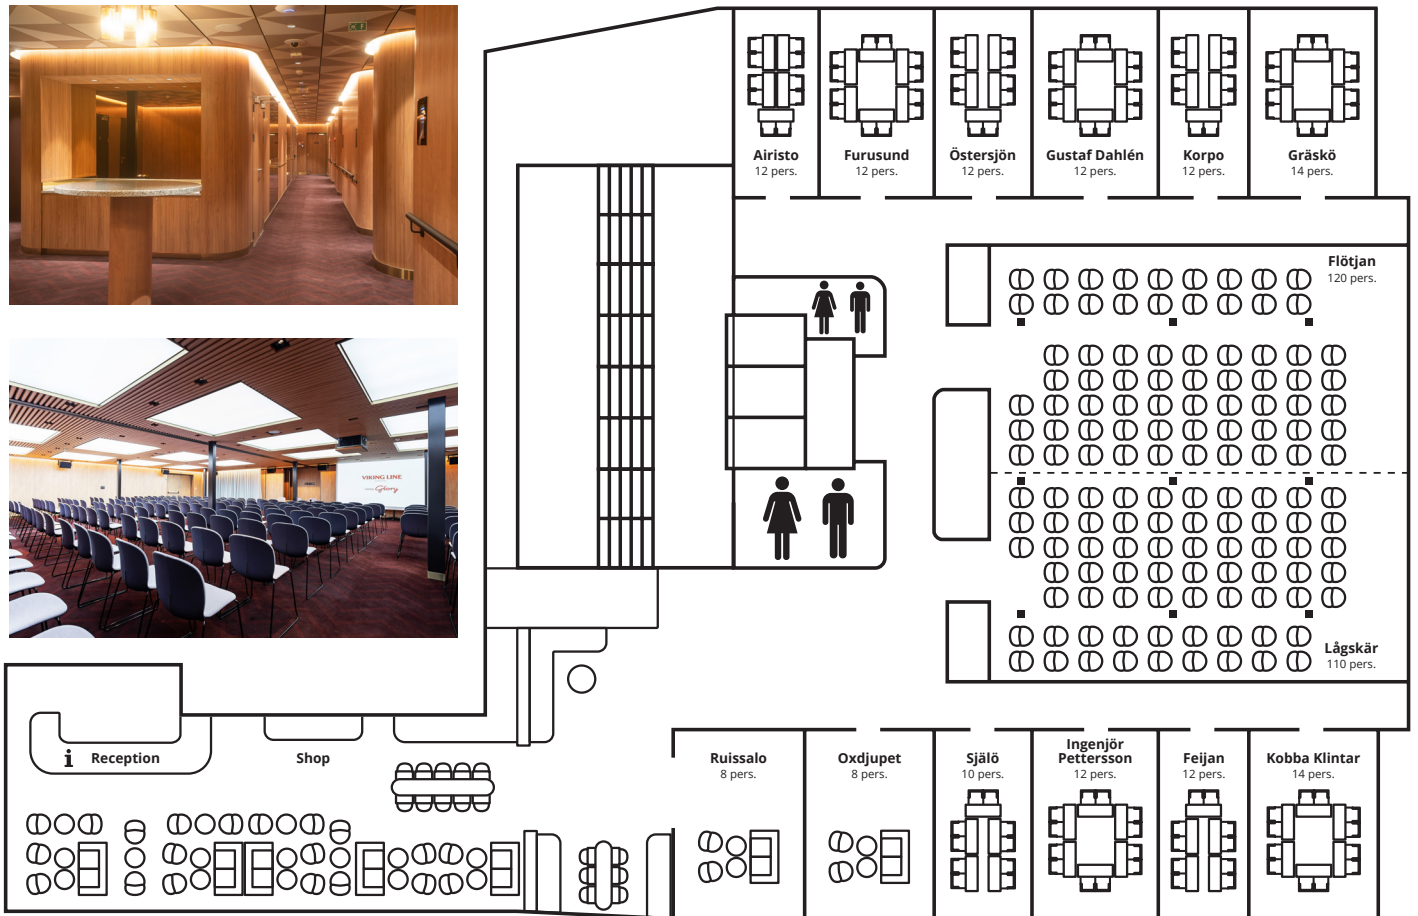 VIKING LINE
Glory
Airisto
12 pers.
Furusund
12 pers.
Östersjön
12 pers.
Gustaf Dahlén
12 pers.
Korpo
12 pers.
Gräskö
14 pers.
Flötjan
120 pers.
Lågskär
110 pers.
i Reception
Shop
Ruissalo
8 pers.
Oxdjupet
8 pers.
Själö
10 pers.
Ingenjör
Pettersson
12 pers.
Feijan
12 pers.
Kobba Klintar
14 pers.